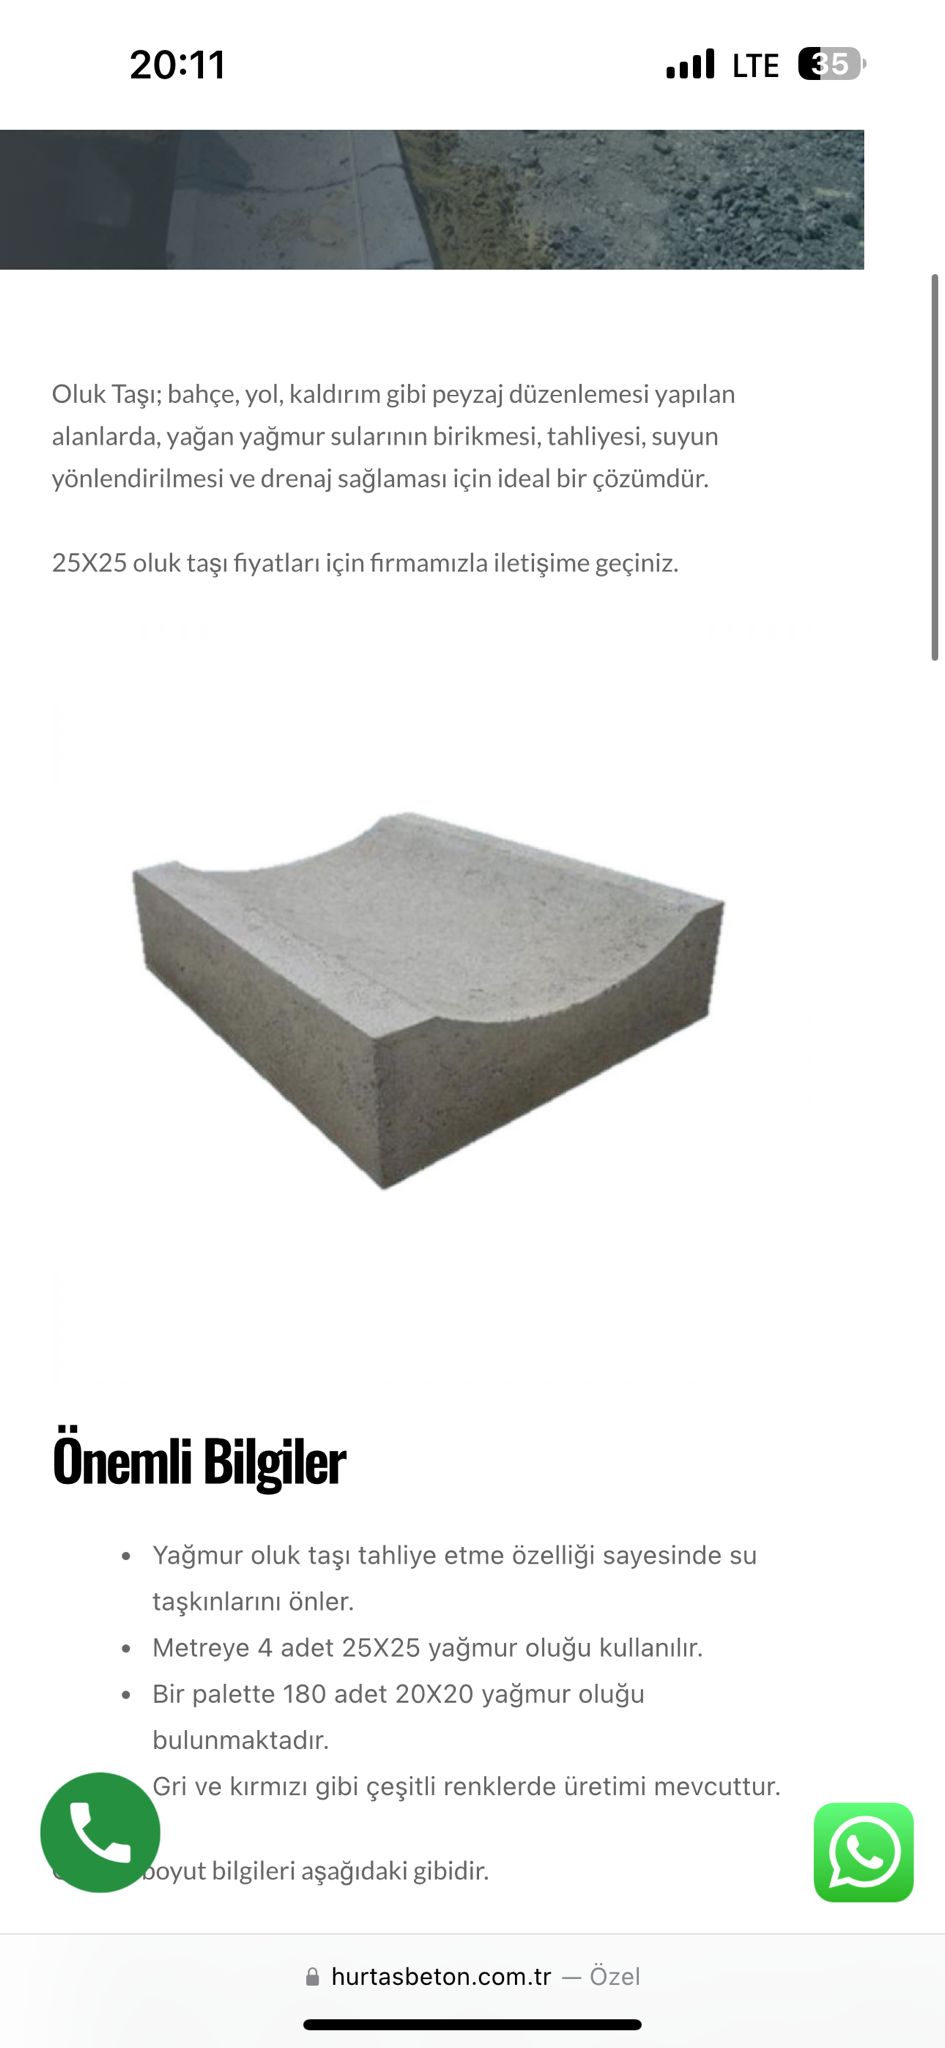 20:11
LTE
35
Oluk Taşı; bahçe, yol, kaldırım gibi peyzaj düzenlemesi yapılan
alanlarda, yağan yağmur sularının birikmesi, tahliyesi, suyun
yönlendirilmesi ve drenaj sağlaması için ideal bir çözümdür.
25X25 oluk taşı fiyatları için firmamızla iletişime geçiniz.
Önemli Bilgiler
• Yağmur oluk taşı tahliye etme özelliği sayesinde su
taşkınlarını önler.
• Metreye 4 adet 25X25 yağmur oluğu kullanılır.
• Bir palette 180 adet 20X20 yağmur oluğu
bulunmaktadır.
Gri ve kırmızı gibi çeşitli renklerde üretimi mevcuttur.
boyut bilgileri aşağıdaki gibidir.
hurtasbeton.com.tr — Özel